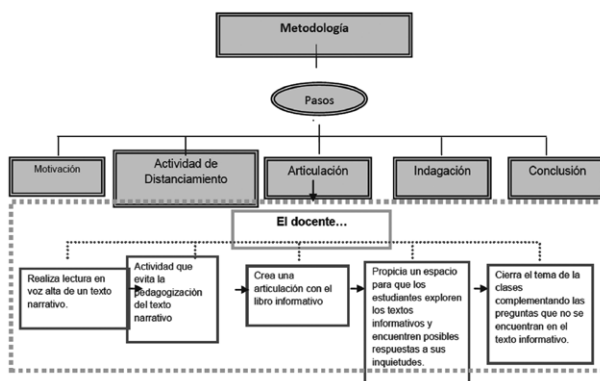 Metodología
Pasos
Motivación
Actividad de
Distanciamiento
Articulación
Indagación
Conclusión
El docente…
Realiza lectura en
voz alta de un texto
narrativo.
Actividad que
evita la
pedagogización
del texto
narrativo
Crea una
articulación con el
libro informativo
Propicia un espacio
para que los
estudiantes exploren
los textos
informativos y
encuentren posibles
respuestas a sus
inquietudes.
Cierra el tema de la
clases
complementando las
preguntas que no se
encuentran en el
texto informativo.